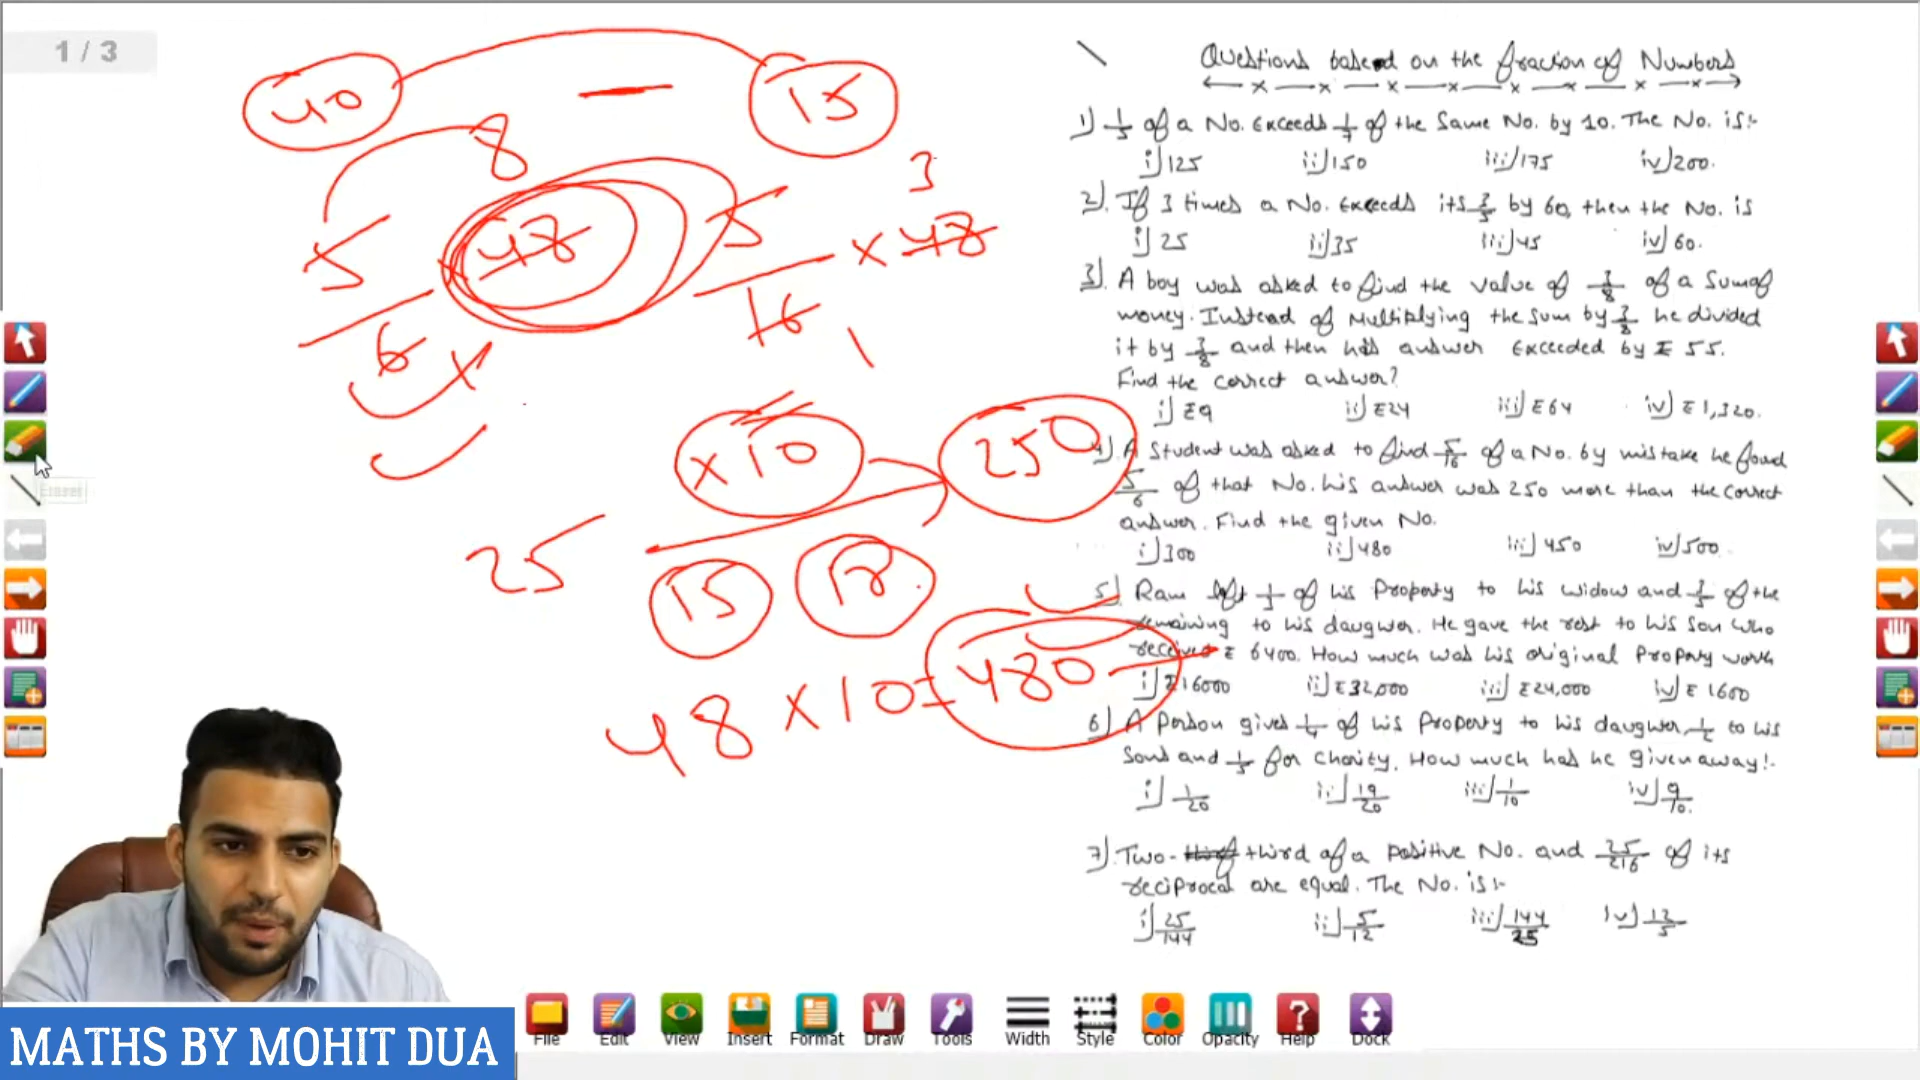 1 / 3
40
15
8
3
5
48
5
× 48
6
16
1
× 10
250
25
15
18
48 × 10 = 480
Eraser
Questions based on the fraction of Numbers
1) 1/5 of a No. Exceeds 1/7 of the Same No. by 10. The No. is:-
i) 125 ii) 150 iii) 175 iv) 200.
2). If 3 times a No. Exceeds its 3/5 by 60, then the No. is
i) 25 ii) 35 iii) 45 iv) 60.
3). A boy was asked to find the value of 3/8 of a Sum of
money. Instead of Multiplying the sum by 3/8 he divided
it by 3/8 and then his answer Exceeded by ₹ 55.
Find the correct answer?
i) ₹9 ii) ₹24 iii) ₹64 iv) ₹1,320.
4). A Student was asked to find 5/16 of a No. by mistake he found
5/6 of that No. his answer was 250 more than the correct
answer. Find the given No.
i) 300 ii) 480 iii) 450 iv) 500
5). Ram left 1/3 of his Property to his widow and 3/5 of the
remaining to his daugwer. He gave the rest to his son who
received ₹ 6400. How much was his original Property worth
i) ₹16000 ii) ₹32,000 iii) ₹24,000 iv) ₹1600
6) A Person gives 1/4 of his Property to his daugwer, to his
Sons and 1/5 for Charity. How much has he given away!-
i) 1/20 ii) 19/20 iii) 1/10 iv) 9/10.
7). Two- third of a Positive No. and 25/216 of its
reciprocal are equal. The No. is:-
i) 25/144 ii) 5/12 iii) 144/25 iv) 12/5
File Edit View Insert Format Draw Tools Width Style Color Opacity Help Dock
MATHS BY MOHIT DUA